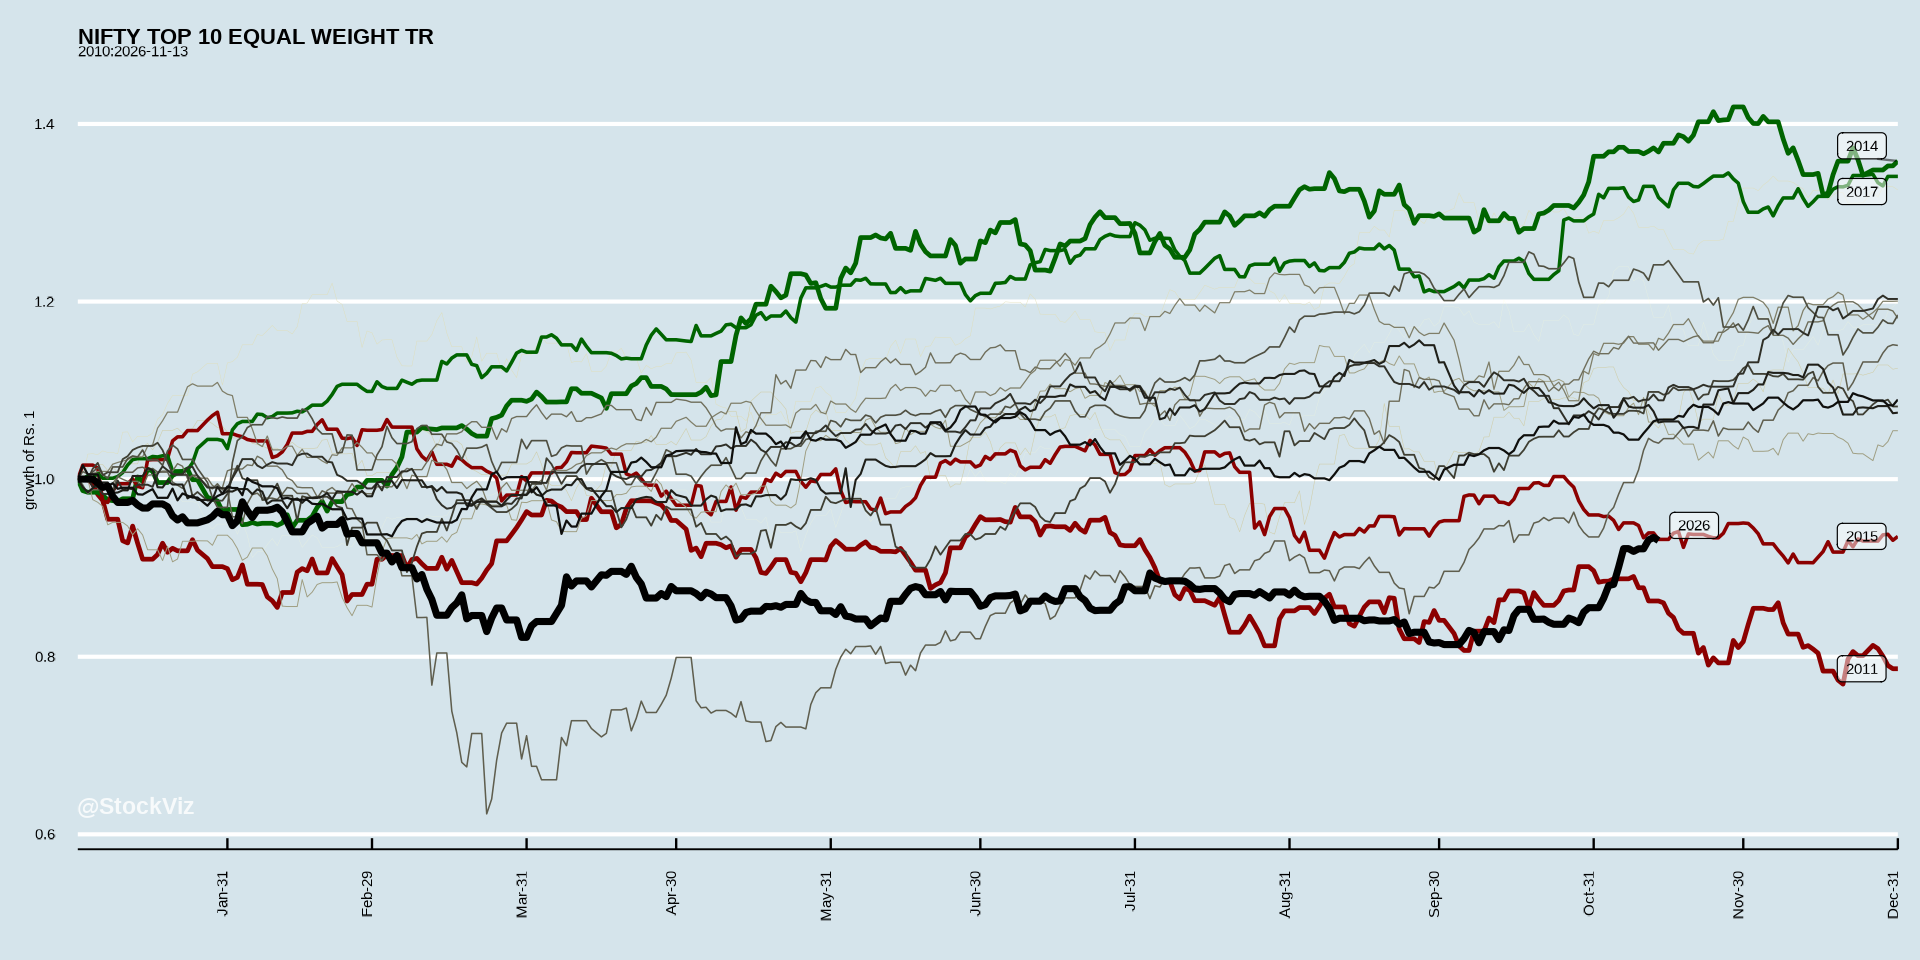 NIFTY TOP 10 EQUAL WEIGHT TR
2010:2026-11-13
growth of Rs. 1
1.4
1.2
1.0
0.8
0.6
2014
2017
2026
2015
2011
@StockViz
Jan-31
Feb-29
Mar-31
Apr-30
May-31
Jun-30
Jul-31
Aug-31
Sep-30
Oct-31
Nov-30
Dec-31